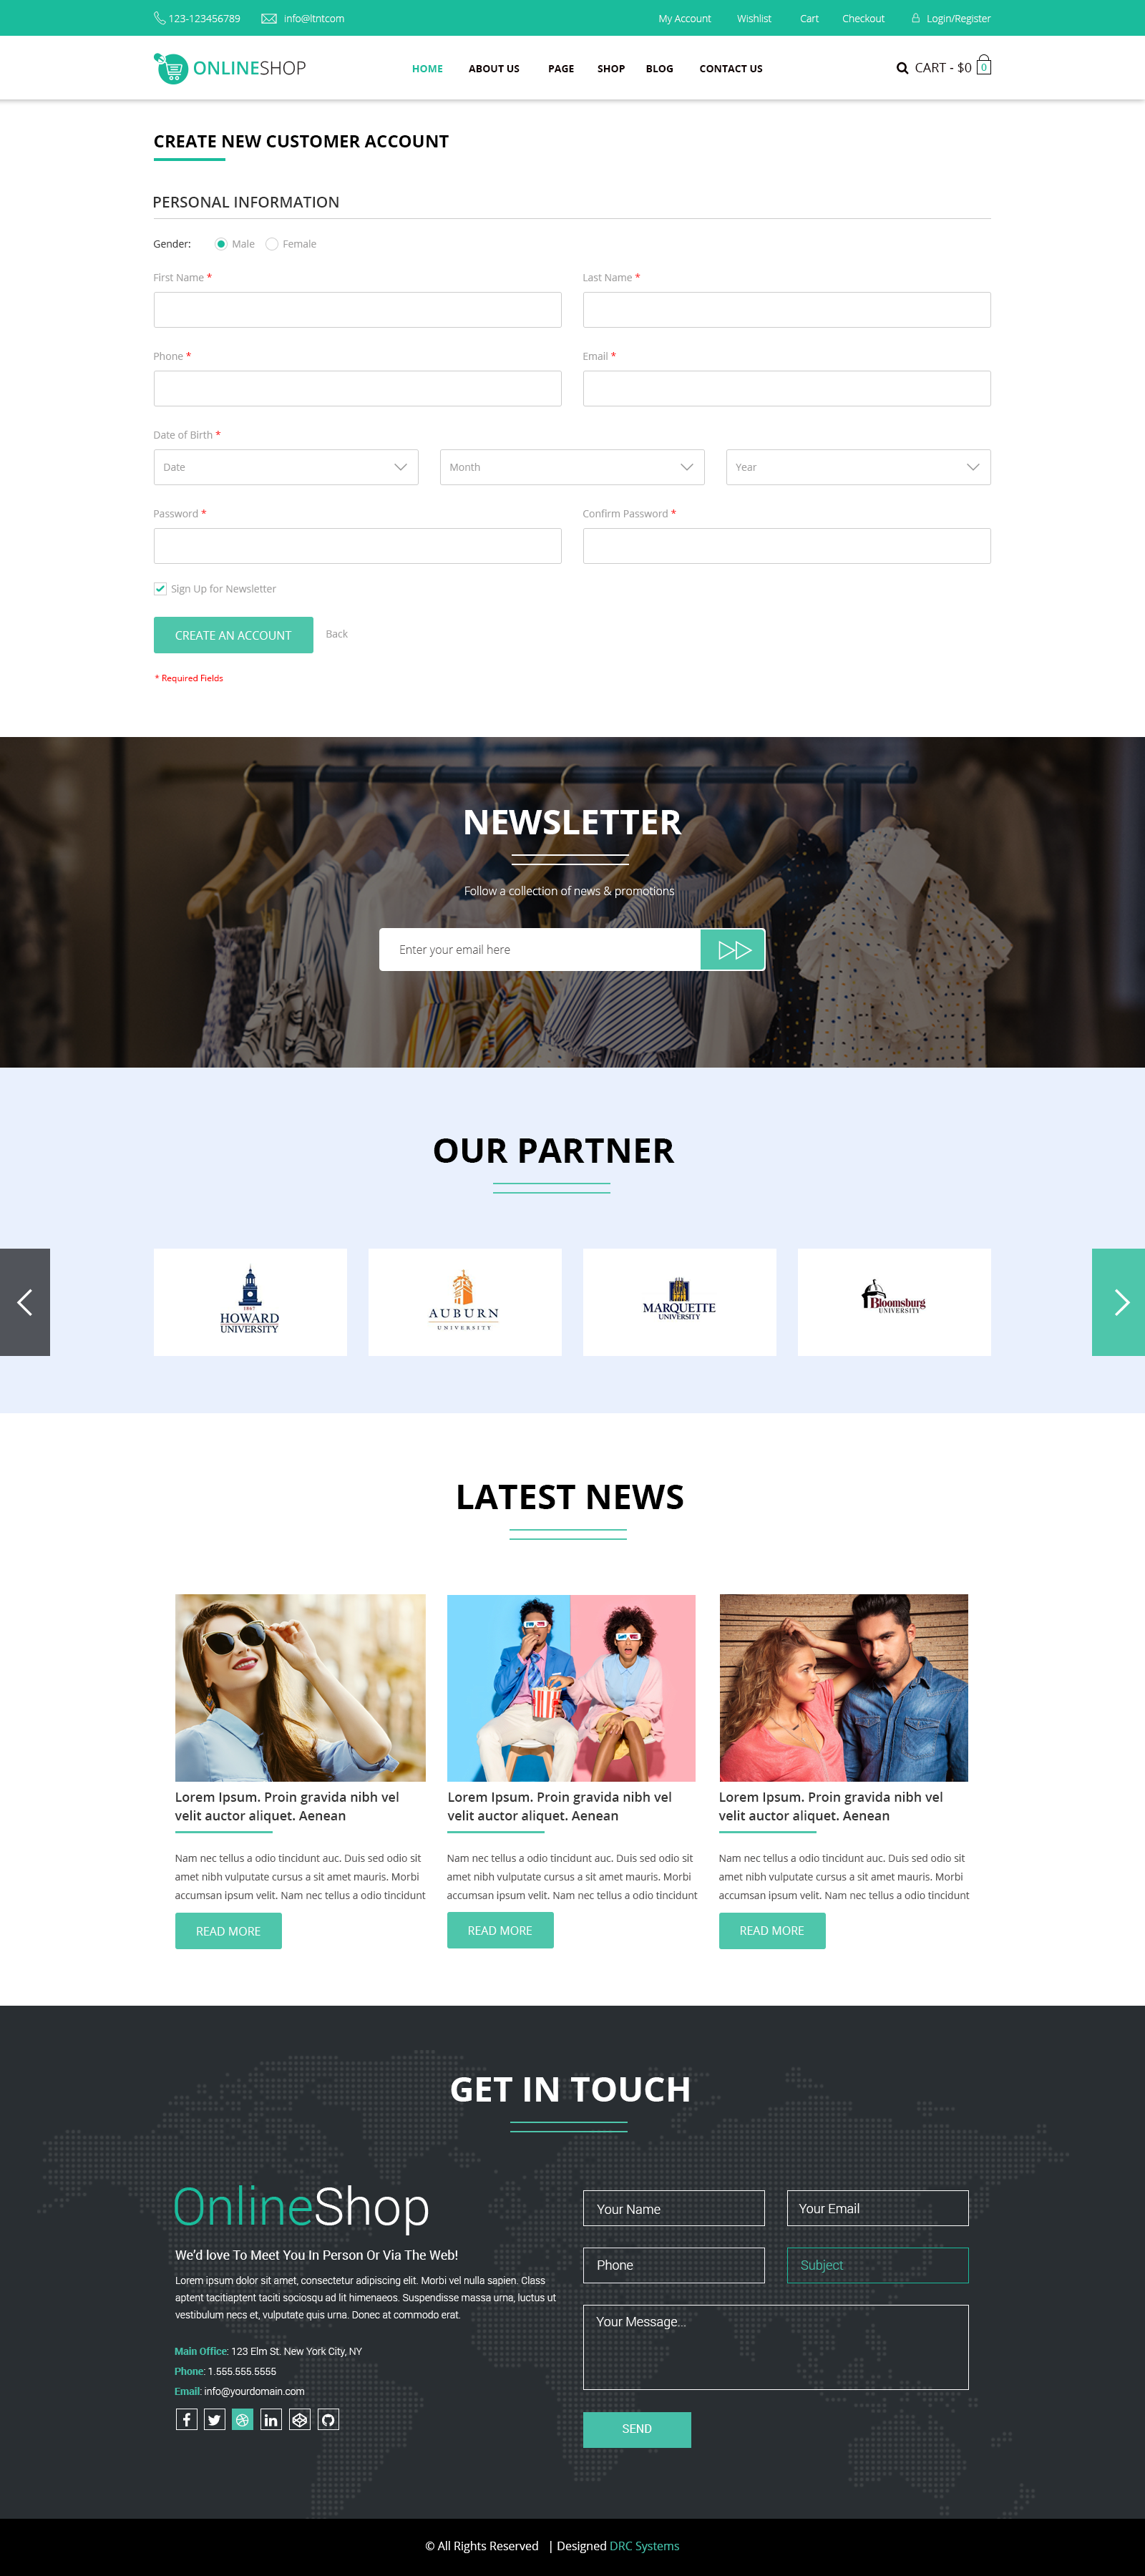 123-123456789 info@ltntcom My Account Wishlist Cart Checkout Login/Register
ONLINESHOP HOME ABOUT US PAGE SHOP BLOG CONTACT US CART - $0 0
CREATE NEW CUSTOMER ACCOUNT
PERSONAL INFORMATION
Gender: Male Female
First Name * Last Name *
Phone * Email *
Date of Birth *
Date Month Year
Password * Confirm Password *
Sign Up for Newsletter
CREATE AN ACCOUNT Back
* Required Fields
NEWSLETTER
Follow a collection of news & promotions
Enter your email here
OUR PARTNER
1867
HOWARD
UNIVERSITY
AUBURN
UNIVERSITY
MARQUETTE
UNIVERSITY
Bloomsburg
UNIVERSITY
LATEST NEWS
Lorem Ipsum. Proin gravida nibh vel
velit auctor aliquet. Aenean
Nam nec tellus a odio tincidunt auc. Duis sed odio sit
amet nibh vulputate cursus a sit amet mauris. Morbi
accumsan ipsum velit. Nam nec tellus a odio tincidunt
READ MORE
Lorem Ipsum. Proin gravida nibh vel
velit auctor aliquet. Aenean
Nam nec tellus a odio tincidunt auc. Duis sed odio sit
amet nibh vulputate cursus a sit amet mauris. Morbi
accumsan ipsum velit. Nam nec tellus a odio tincidunt
READ MORE
Lorem Ipsum. Proin gravida nibh vel
velit auctor aliquet. Aenean
Nam nec tellus a odio tincidunt auc. Duis sed odio sit
amet nibh vulputate cursus a sit amet mauris. Morbi
accumsan ipsum velit. Nam nec tellus a odio tincidunt
READ MORE
GET IN TOUCH
OnlineShop
We'd love To Meet You In Person Or Via The Web!
Lorem ipsum dolor sit amet, consectetur adipiscing elit. Morbi vel nulla sapien. Class
aptent tacitiaptent taciti sociosqu ad lit himenaeos. Suspendisse massa urna, luctus ut
vestibulum necs et, vulputate quis urna. Donec at commodo erat.
Main Office: 123 Elm St. New York City, NY
Phone: 1.555.555.5555
Email: info@yourdomain.com
Your Name Your Email
Phone Subject
Your Message...
SEND
© All Rights Reserved | Designed DRC Systems